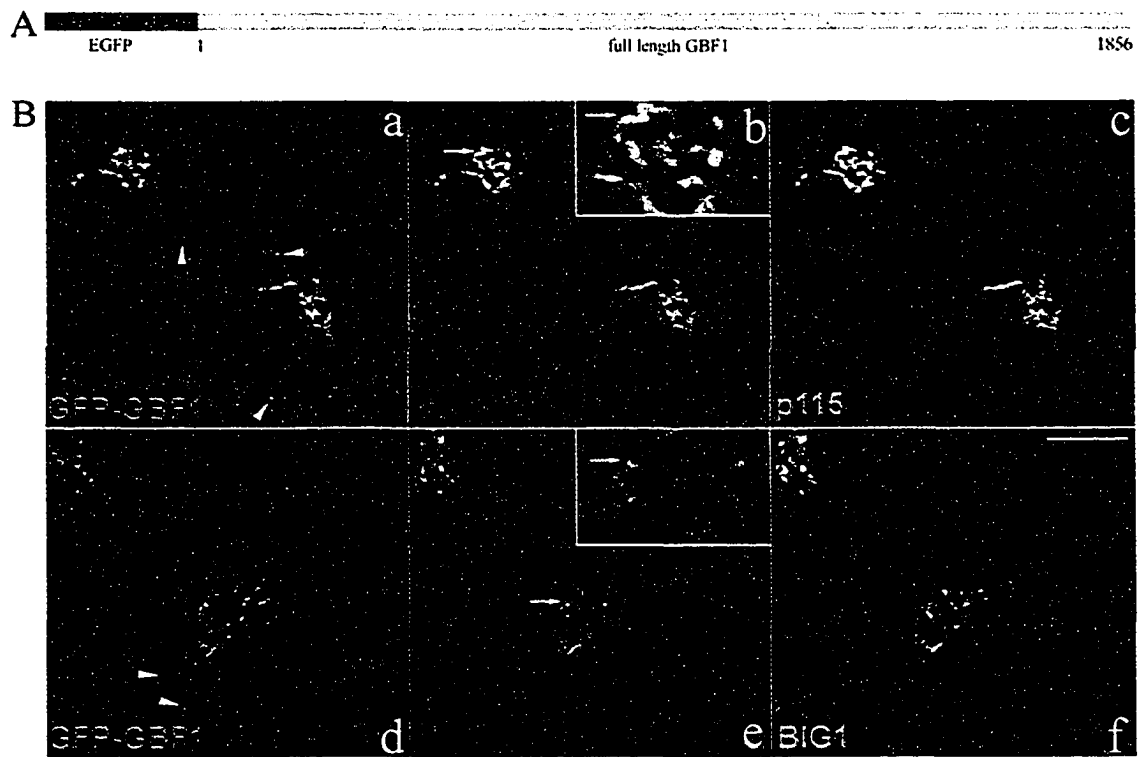 A
EGFP 1 full length GBF1 1856
B
a b c
GFP-GBF1 p115
GFP-GBF1 d e BIG1 f